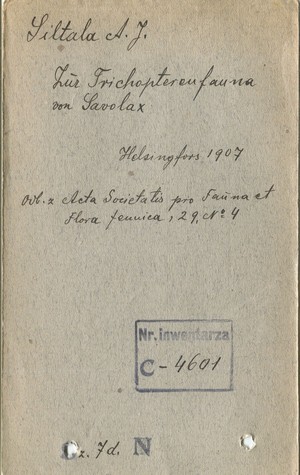 Siltala A. J.
Zur Trichopterenfauna
von Savolax
Helsingfors 1907
Odb. z Acta Societatis pro Fauna et
Flora fennica, 29, № 4
Nr. inwentarza
C - 4601
z. 7d. N